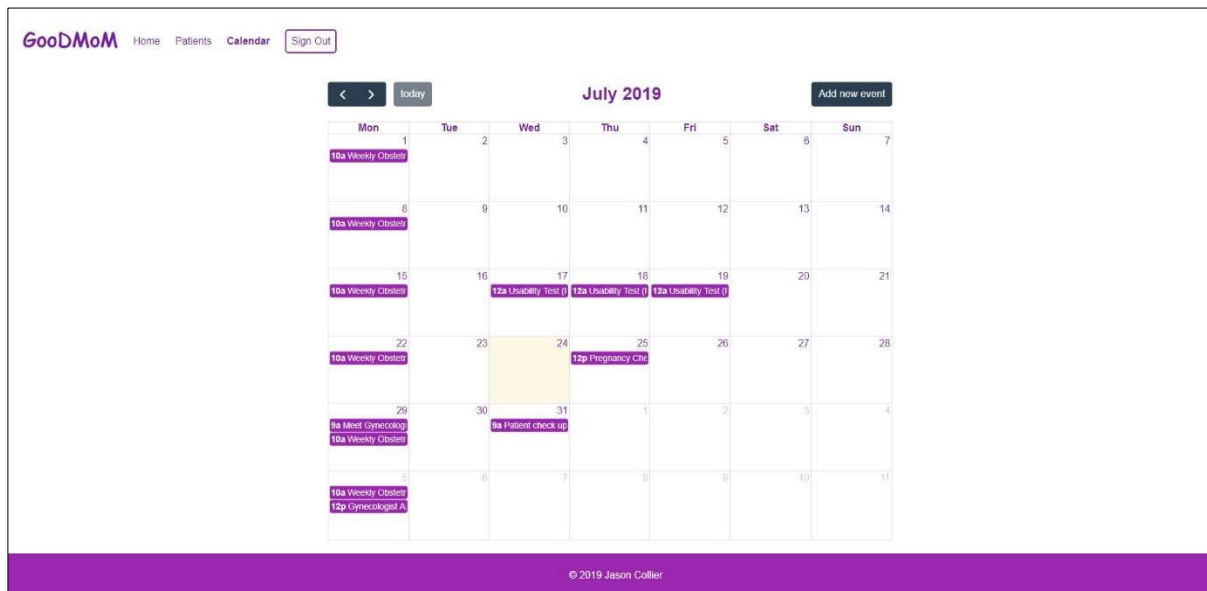 GooDMoM Home Patients Calendar Sign Out
< > today July 2019 Add new event
Mon Tue Wed Thu Fri Sat Sun
1 2 3 4 5 6 7
10a Weekly Obstetr
8 9 10 11 12 13 14
10a Weekly Obstetr
15 16 17 18 19 20 21
10a Weekly Obstetr 12a Usability Test ( 12a Usability Test ( 12a Usability Test (
22 23 24 25 26 27 28
10a Weekly Obstetr 12p Pregnancy Che
29 30 31 1 2 3 4
9a Meet Gynecologi 9a Patient check up
10a Weekly Obstetr
5 6 7 8 9 10 11
10a Weekly Obstetr
12p Gynecologist A
© 2019 Jason Collier